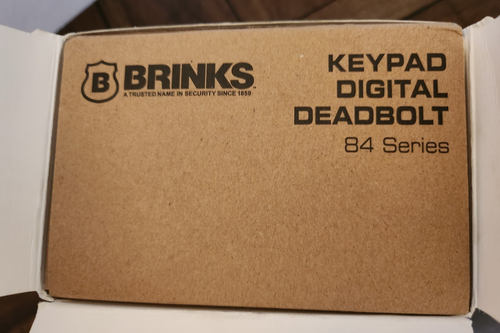 B BRINKS
A TRUSTED NAME IN SECURITY SINCE 1859
KEYPAD
DIGITAL
DEADBOLT
84 Series